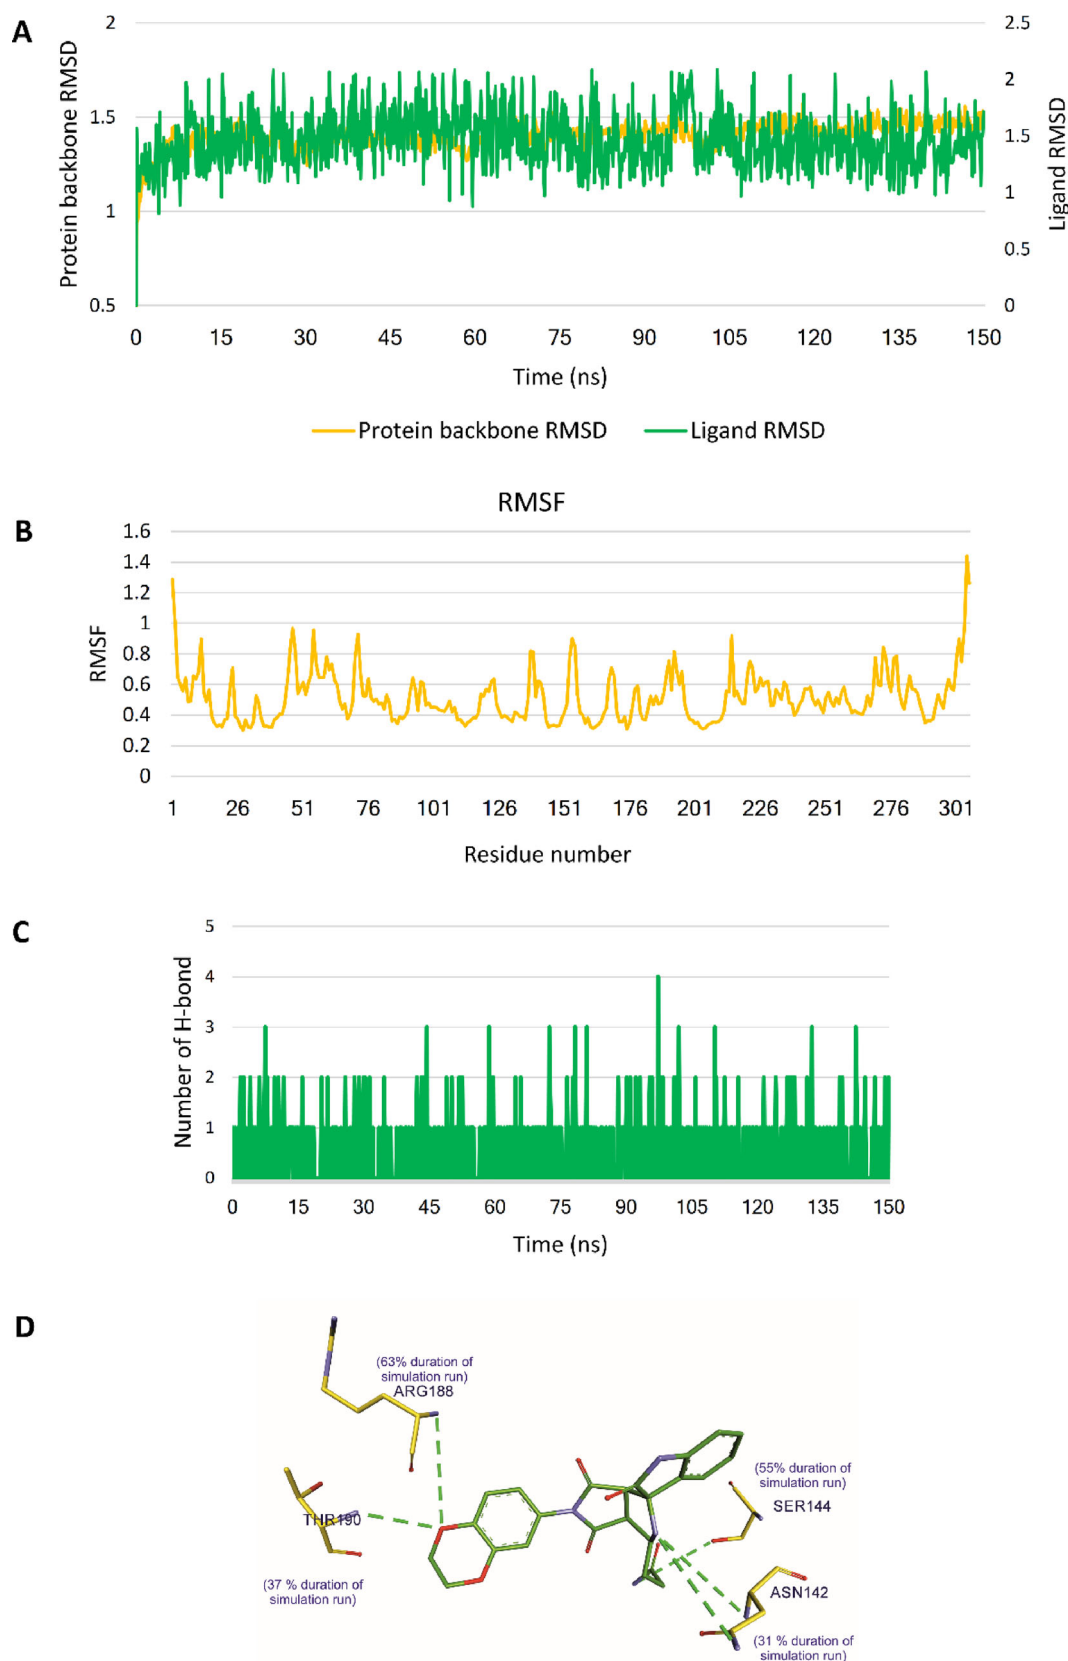 A
2
1.5
1
0.5
Protein backbone RMSD
2.5
2
1.5
1
0.5
0
Ligand RMSD
0 15 30 45 60 75 90 105 120 135 150
Time (ns)
Protein backbone RMSD Ligand RMSD
RMSF
B
1.6
1.4
1.2
1
0.8
0.6
0.4
0.2
0
RMSF
1 26 51 76 101 126 151 176 201 226 251 276 301
Residue number
C
5
4
3
2
1
0
Number of H-bond
0 15 30 45 60 75 90 105 120 135 150
Time (ns)
D
(63% duration of
simulation run)
ARG188
(55% duration of
simulation run)
SER144
THR190
(37 % duration of
simulation run)
ASN142
(31 % duration of
simulation run)